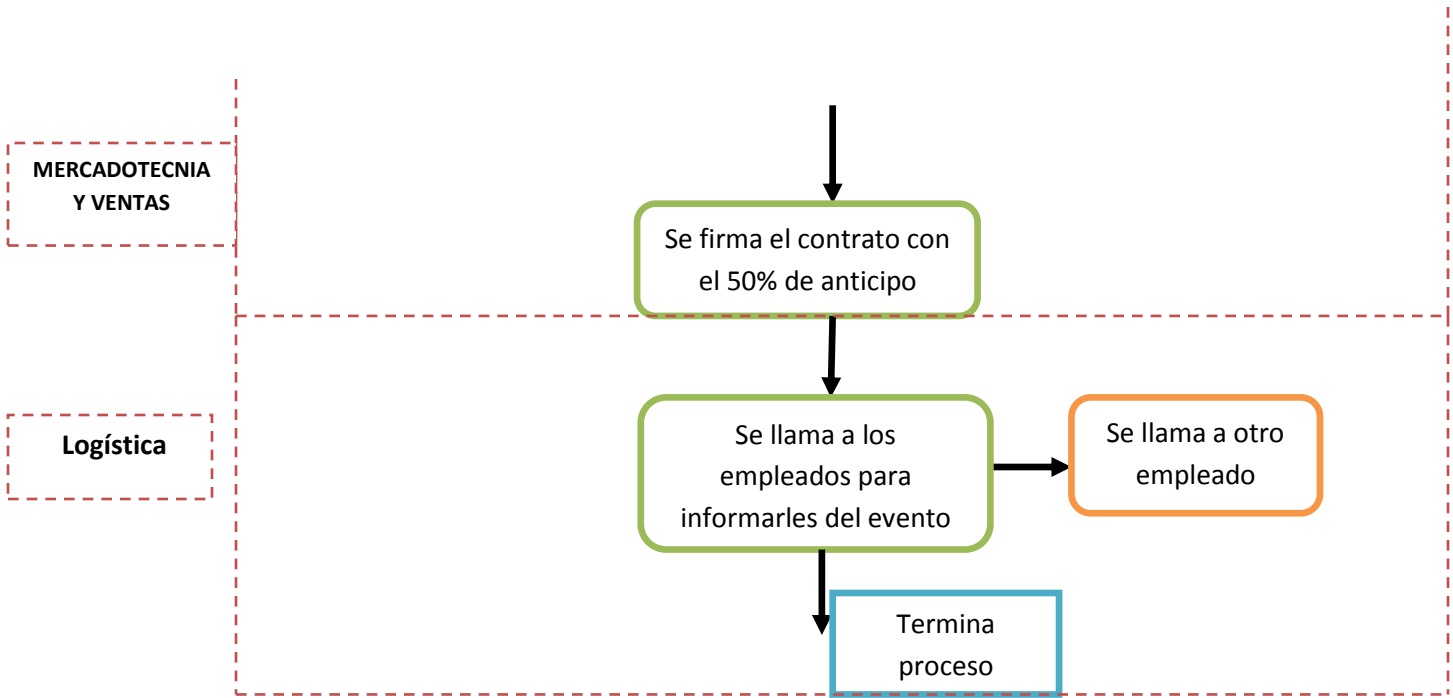 MERCADOTECNIA
Y VENTAS
Se firma el contrato con
el 50% de anticipo
Logística
Se llama a los
empleados para
informarles del evento
Se llama a otro
empleado
Termina
proceso